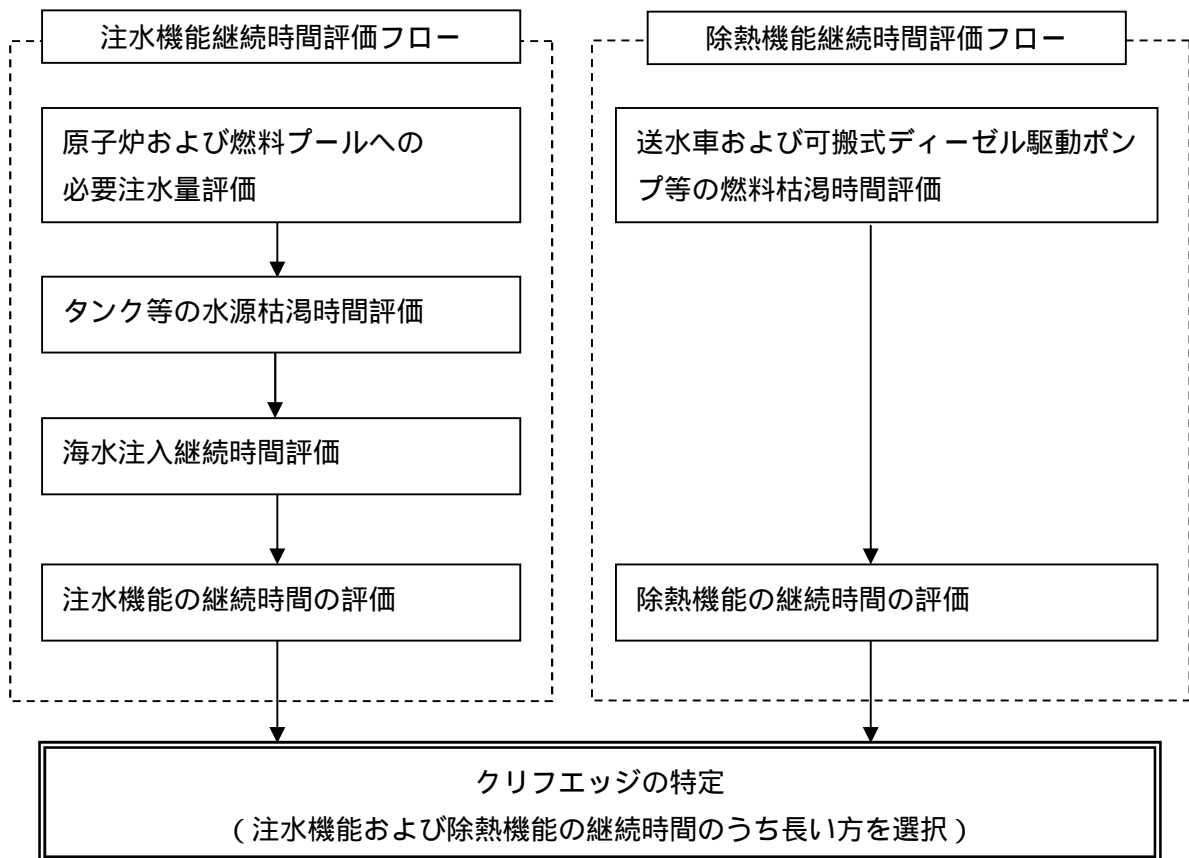 注水機能継続時間評価フロー
原子炉および燃料プールへの
必要注水量評価
タンク等の水源枯渇時間評価
海水注入継続時間評価
注水機能の継続時間の評価
除熱機能継続時間評価フロー
送水車および可搬式ディーゼル駆動ポン
プ等の燃料枯渇時間評価
除熱機能の継続時間の評価
クリフエッジの特定
(注水機能および除熱機能の継続時間のうち長い方を選択)